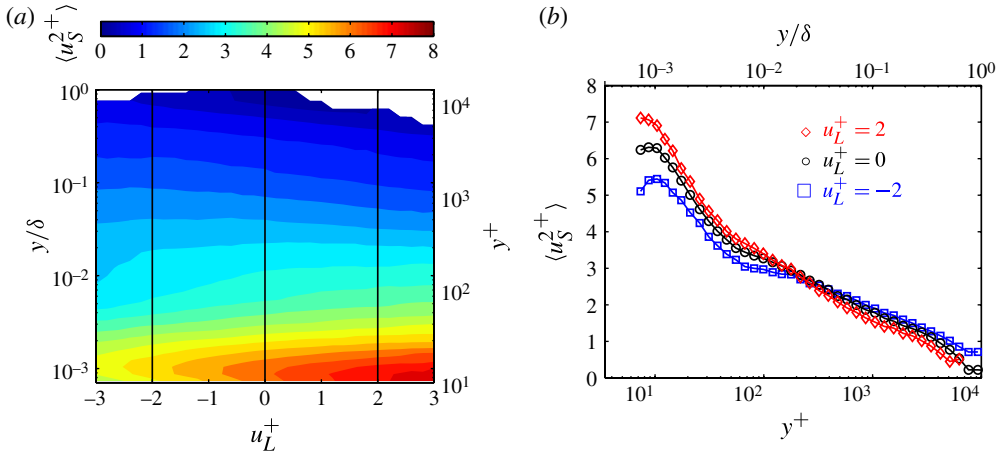 (a)
⟨u_S^2+⟩
0 1 2 3 4 5 6 7 8
10^0
10^−1
10^−2
10^−3
y/δ
10^4
10^3
10^2
10^1
y^+
−3 −2 −1 0 1 2 3
u_L^+
(b)
y/δ
10^−3 10^−2 10^−1 10^0
8
7
6
5
4
3
2
1
0
⟨u_S^2+⟩
u_L^+ = 2
u_L^+ = 0
u_L^+ = −2
10^1 10^2 10^3 10^4
y^+